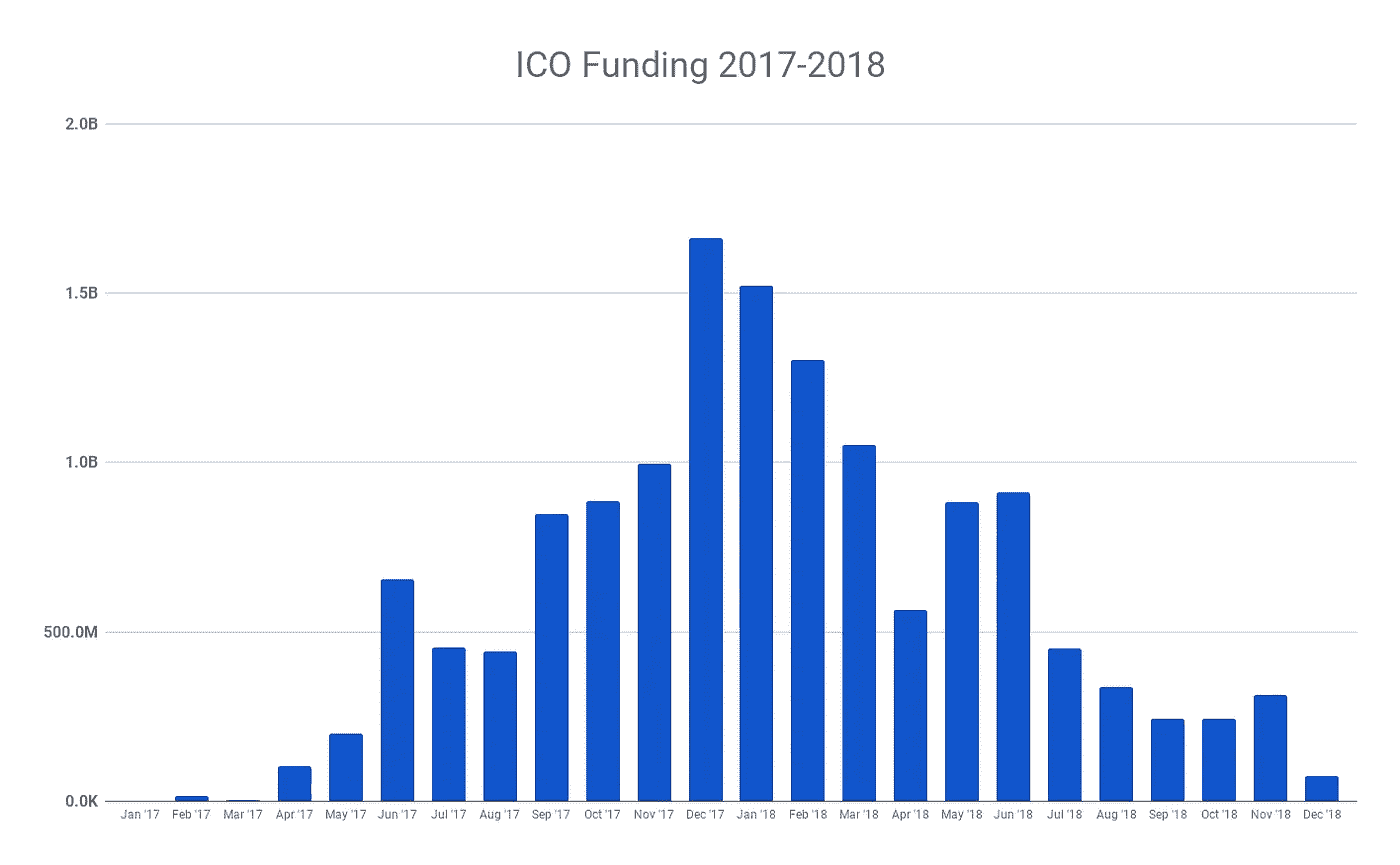 ICO Funding 2017-2018
2.0B
1.5B
1.0B
500.0M
0.0K
Jan '17 Feb '17 Mar '17 Apr '17 May '17 Jun '17 Jul '17 Aug '17 Sep '17 Oct '17 Nov '17 Dec '17 Jan '18 Feb '18 Mar '18 Apr '18 May '18 Jun '18 Jul '18 Aug '18 Sep '18 Oct '18 Nov '18 Dec '18